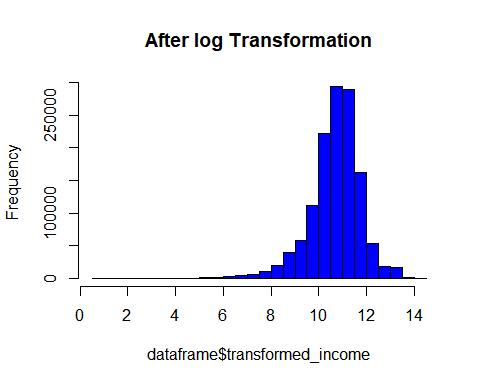 After log Transformation
Frequency
250000
100000
0
0 2 4 6 8 10 12 14
dataframe$transformed_income